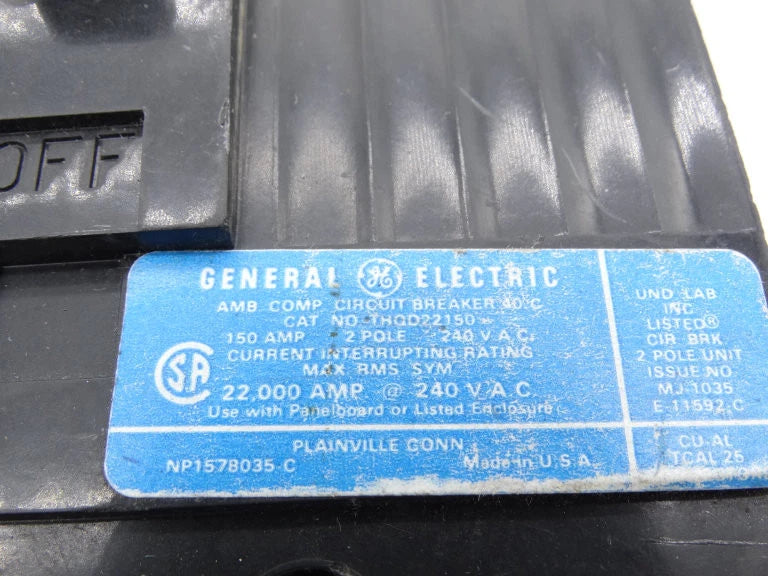 OFF
GENERAL GE ELECTRIC
AMB COMP CIRCUIT BREAKER 40°C
CAT NO THQD22150
150 AMP 2 POLE 240 V A C
CURRENT INTERRUPTING RATING
MAX RMS SYM
SA
22,000 AMP @ 240 V A C
Use with Panelboard or Listed Enclosure
PLAINVILLE CONN
NP1578035 C Made in U.S.A.
UND LAB
INC
LISTED®
CIR BRK
2 POLE UNIT
ISSUE NO
MJ 1035
E 11592 C
CU-AL
TCAL 25